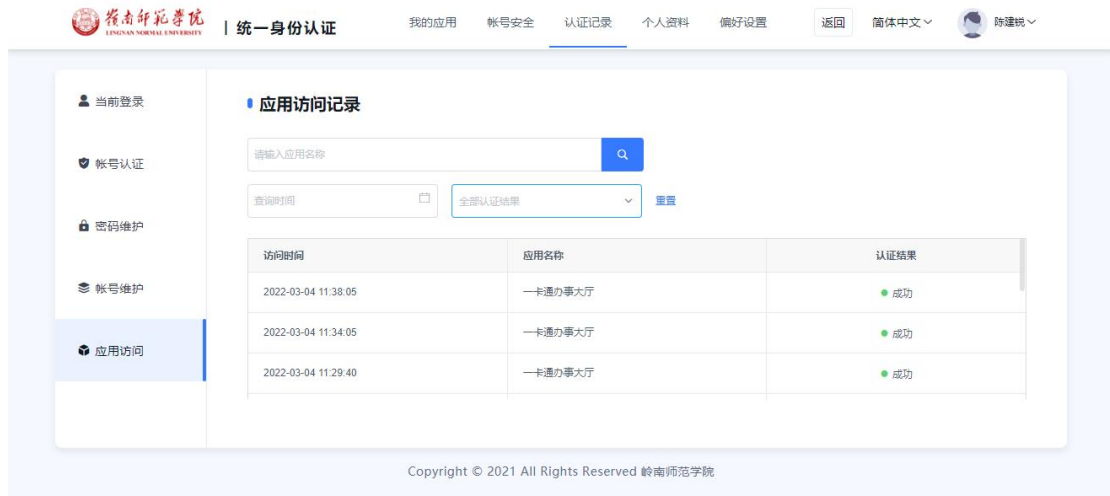 嶺南師範學院
LINGNAN NORMAL UNIVERSITY
| 统一身份认证
我的应用 帐号安全 认证记录 个人资料 偏好设置 返回 简体中文 陈建锐
当前登录
帐号认证
密码维护
帐号维护
应用访问
应用访问记录
请输入应用名称
查询时间 全部认证结果 重置
访问时间 应用名称 认证结果
2022-03-04 11:38:05 一卡通办事大厅 成功
2022-03-04 11:34:05 一卡通办事大厅 成功
2022-03-04 11:29:40 一卡通办事大厅 成功
Copyright © 2021 All Rights Reserved 岭南师范学院